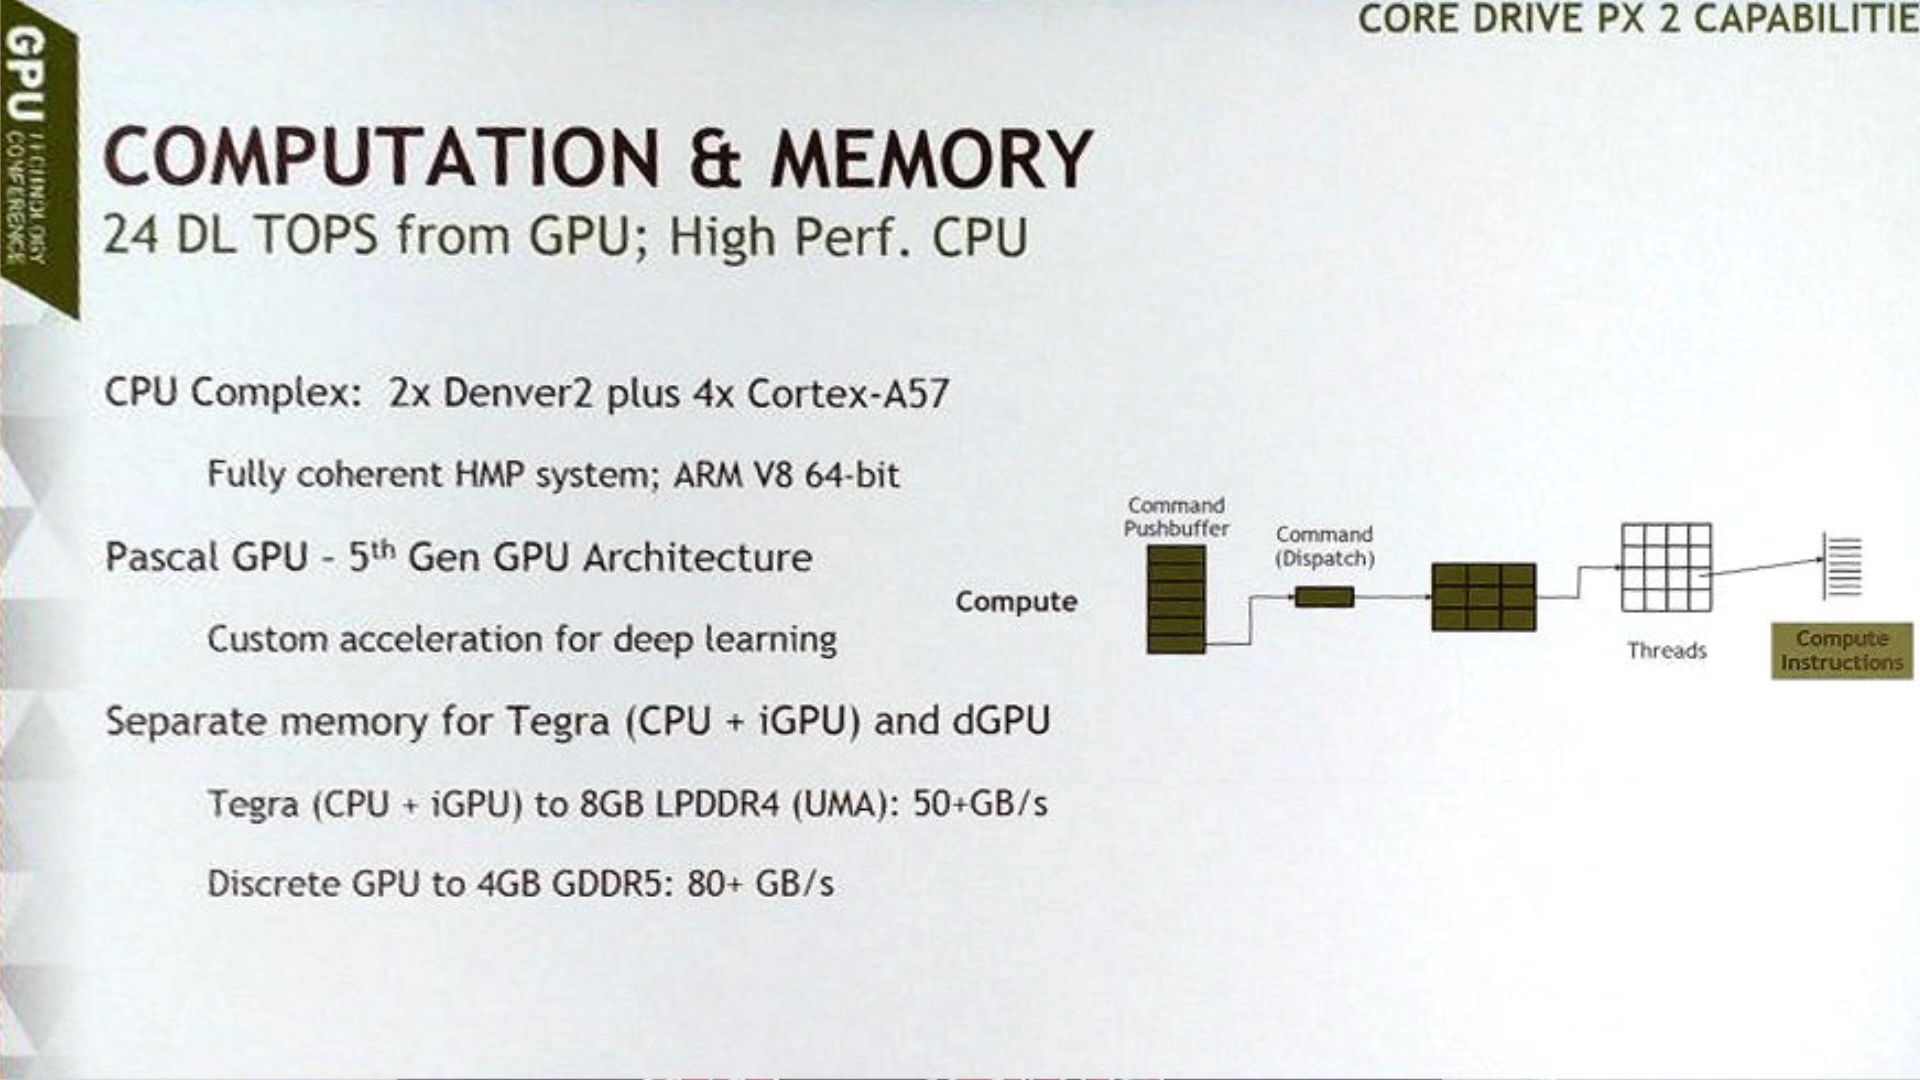 CORE DRIVE PX 2 CAPABILITIE
GPU
TECHNOLOGY
CONFERENCE
COMPUTATION & MEMORY
24 DL TOPS from GPU; High Perf. CPU
CPU Complex: 2x Denver2 plus 4x Cortex-A57
Fully coherent HMP system; ARM V8 64-bit
Pascal GPU - 5th Gen GPU Architecture
Custom acceleration for deep learning
Separate memory for Tegra (CPU + iGPU) and dGPU
Tegra (CPU + iGPU) to 8GB LPDDR4 (UMA): 50+GB/s
Discrete GPU to 4GB GDDR5: 80+ GB/s
Compute
Command
Pushbuffer
Command
(Dispatch)
Threads
Compute
Instructions